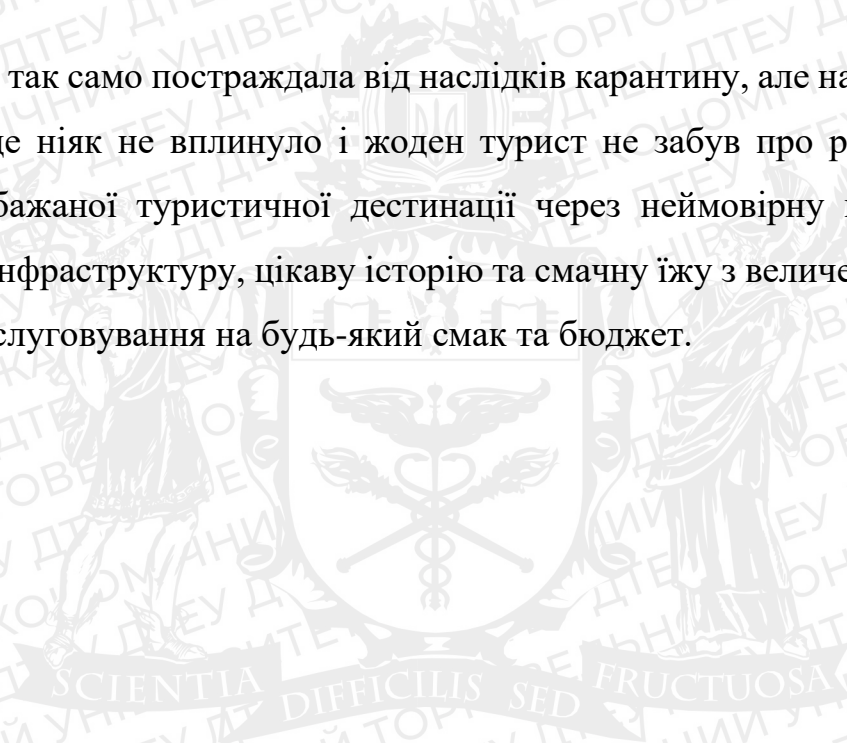 так само постраждала від наслідків карантину, але на
це ніяк не вплинуло і жоден турист не забув про р
бажаної туристичної дестинації через неймовірну
нфраструктуру, цікаву історію та смачну їжу з величе
слуговування на будь-який смак та бюджет.
SCIENTIA DIFFICILIS SED FRUCTUOSA